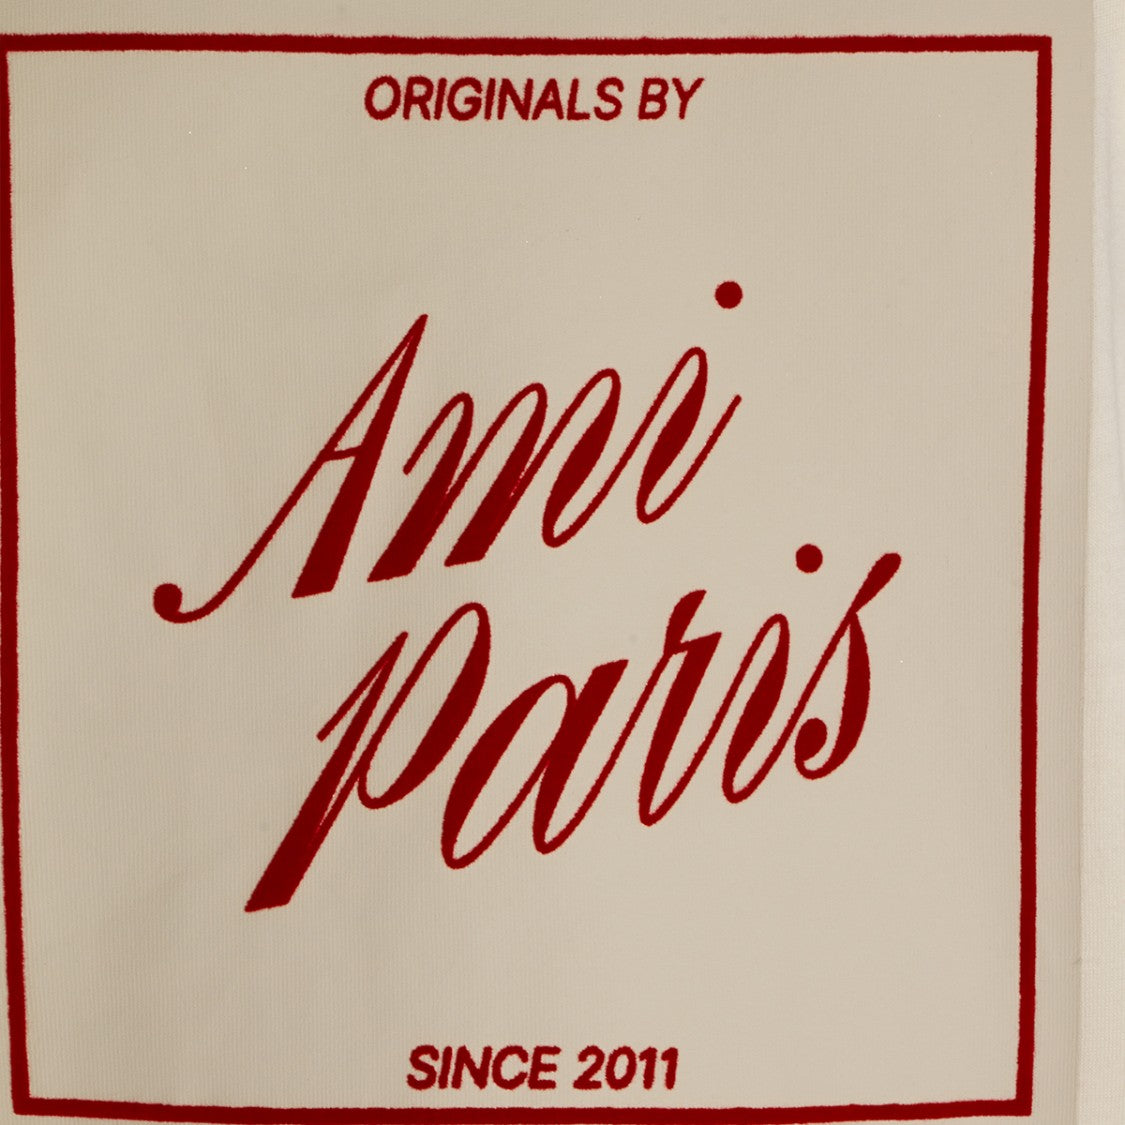 ORIGINALS BY
Ami
Paris
SINCE 2011